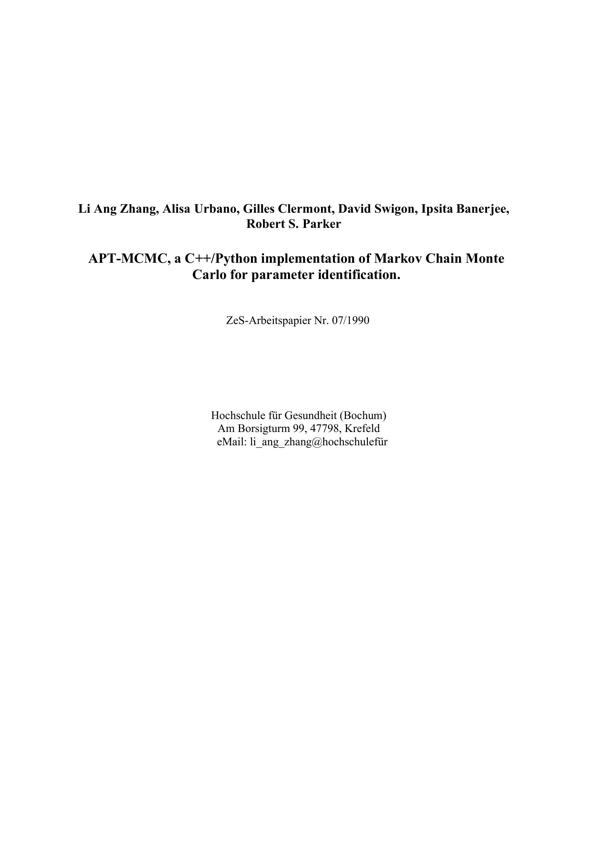 Li Ang Zhang, Alisa Urbano, Gilles Clermont, David Swigon, Ipsita Banerjee,
Robert S. Parker
APT-MCMC, a C++/Python implementation of Markov Chain Monte
Carlo for parameter identification.
ZeS-Arbeitspapier Nr. 07/1990
Hochschule für Gesundheit (Bochum)
Am Borsigturm 99, 47798, Krefeld
eMail: li_ang_zhang@hochschulefür